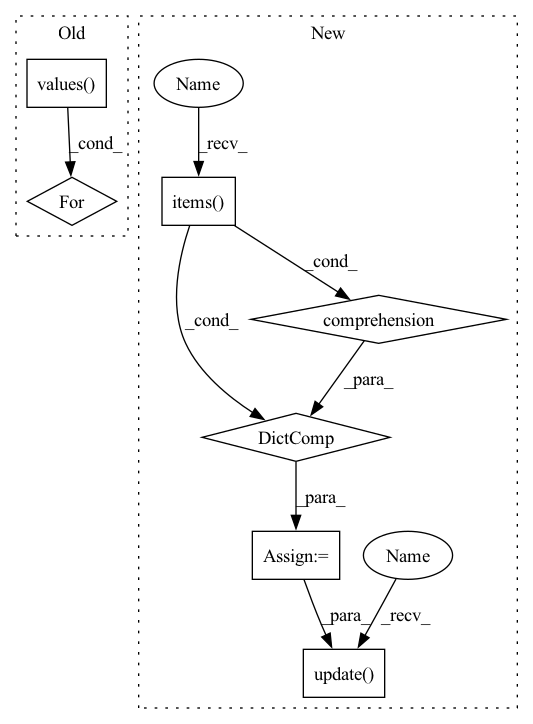 Old
New
values()
Name
_cond_
_recv_
For
items()
_cond_
_cond_
comprehension
_para_
DictComp
_para_
Assign:=
Name
_para_
_recv_
update()